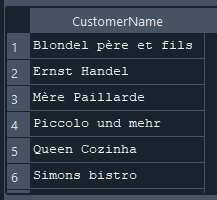 CustomerName
1 Blondel père et fils
2 Ernst Handel
3 Mère Paillarde
4 Piccolo und mehr
5 Queen Cozinha
6 Simons bistro